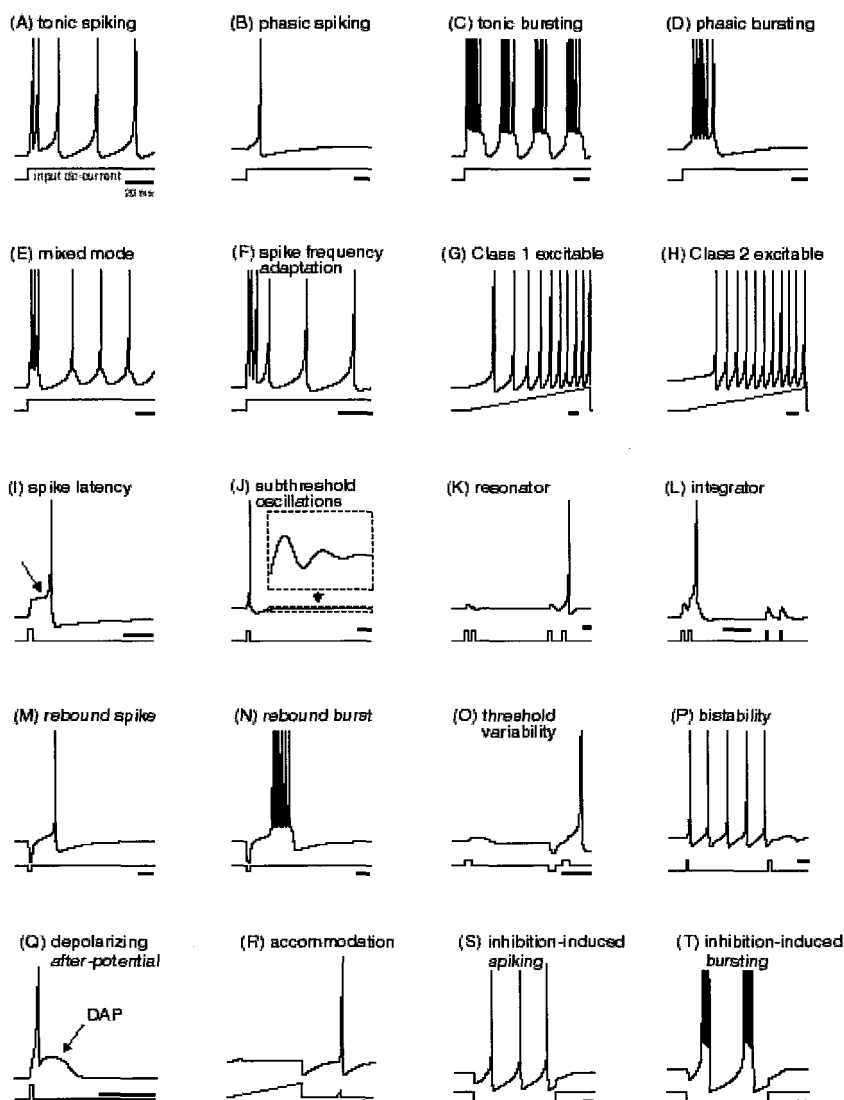 (A) tonic spiking
(B) phasic spiking
(C) tonic bursting
(D) phasic bursting
input dc-current
20 ms
(E) mixed mode
(F) spike frequency
adaptation
(G) Class 1 excitable
(H) Class 2 excitable
(I) spike latency
(J) subthreshold
oscillations
(K) resonator
(L) integrator
(M) rebound spike
(N) rebound burst
(O) threshold
variability
(P) bistability
(Q) depolarizing
after-potential
DAP
(R) accommodation
(S) inhibition-induced
spiking
(T) inhibition-induced
bursting